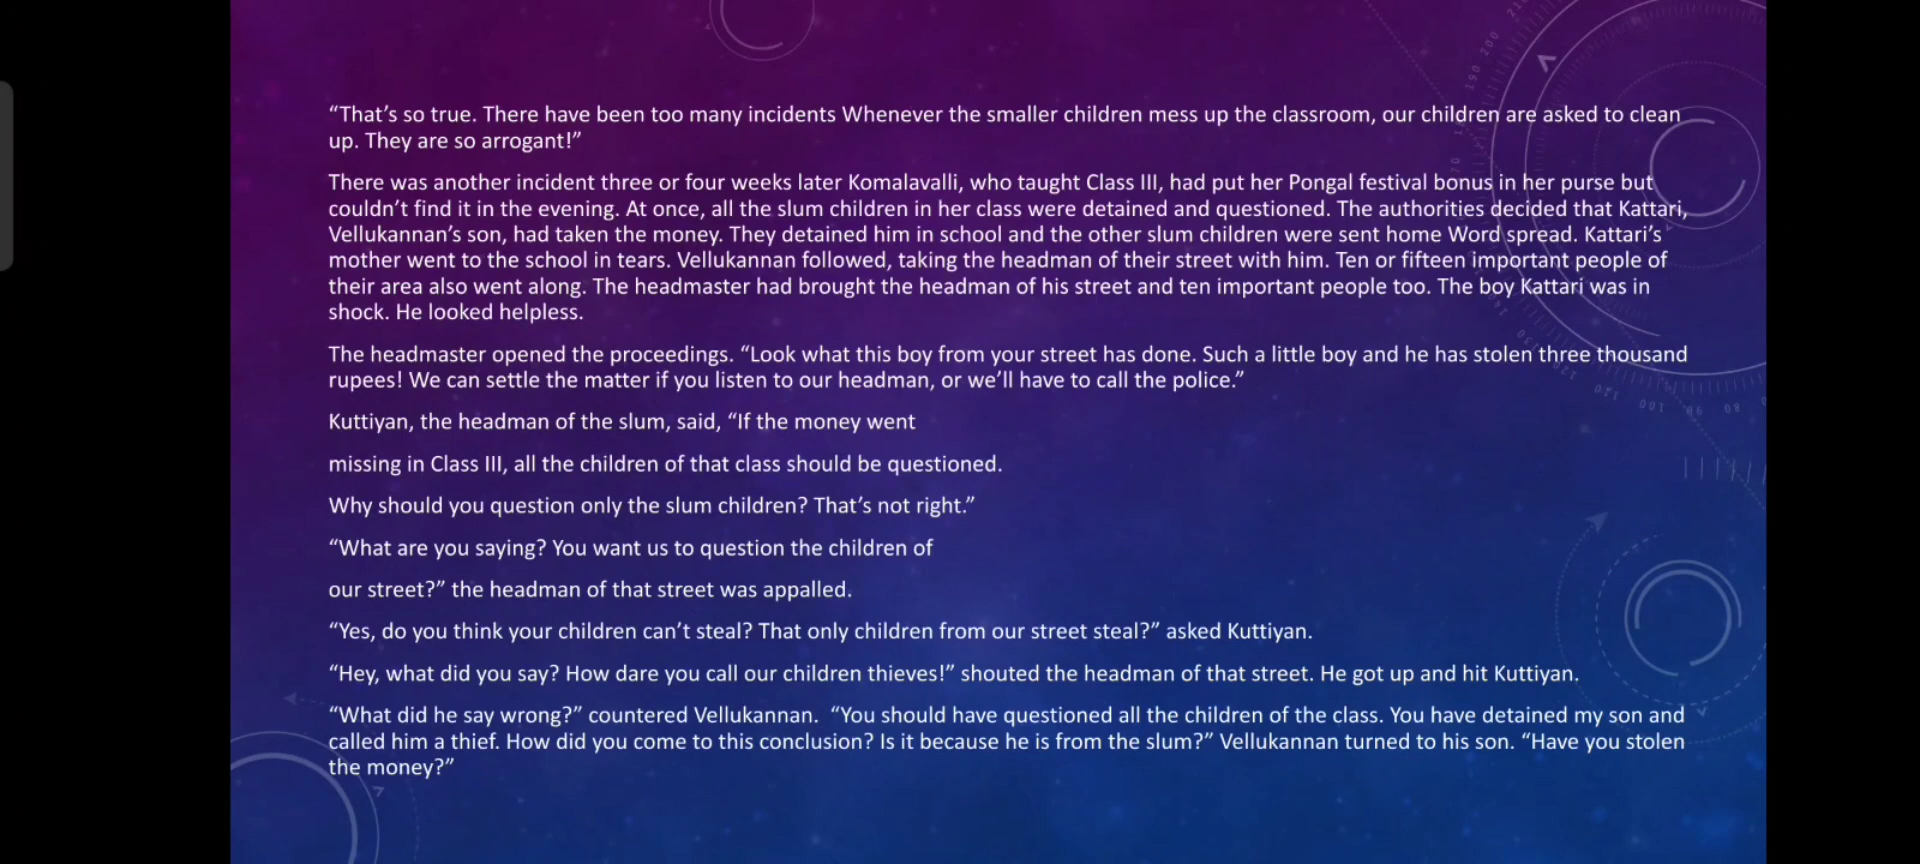 “That’s so true. There have been too many incidents Whenever the smaller children mess up the classroom, our children are asked to clean
up. They are so arrogant!”
There was another incident three or four weeks later Komalavalli, who taught Class III, had put her Pongal festival bonus in her purse but
couldn’t find it in the evening. At once, all the slum children in her class were detained and questioned. The authorities decided that Kattari,
Vellukannan’s son, had taken the money. They detained him in school and the other slum children were sent home Word spread. Kattari’s
mother went to the school in tears. Vellukannan followed, taking the headman of their street with him. Ten or fifteen important people of
their area also went along. The headmaster had brought the headman of his street and ten important people too. The boy Kattari was in
shock. He looked helpless.
The headmaster opened the proceedings. “Look what this boy from your street has done. Such a little boy and he has stolen three thousand
rupees! We can settle the matter if you listen to our headman, or we’ll have to call the police.”
Kuttiyan, the headman of the slum, said, “If the money went
missing in Class III, all the children of that class should be questioned.
Why should you question only the slum children? That’s not right.”
“What are you saying? You want us to question the children of
our street?” the headman of that street was appalled.
“Yes, do you think your children can’t steal? That only children from our street steal?” asked Kuttiyan.
“Hey, what did you say? How dare you call our children thieves!” shouted the headman of that street. He got up and hit Kuttiyan.
“What did he say wrong?” countered Vellukannan.  “You should have questioned all the children of the class. You have detained my son and
called him a thief. How did you come to this conclusion? Is it because he is from the slum?” Vellukannan turned to his son. “Have you stolen
the money?”